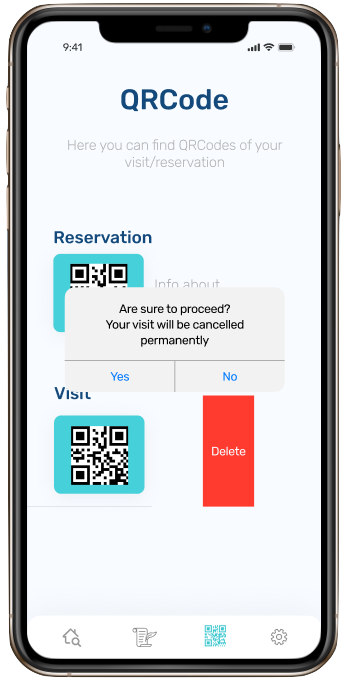 9:41
QRCode
Here you can find QRCodes of your
visit/reservation
Reservation
Info about
Are sure to proceed?
Your visit will be cancelled
permanently
Yes
No
Visit
Delete